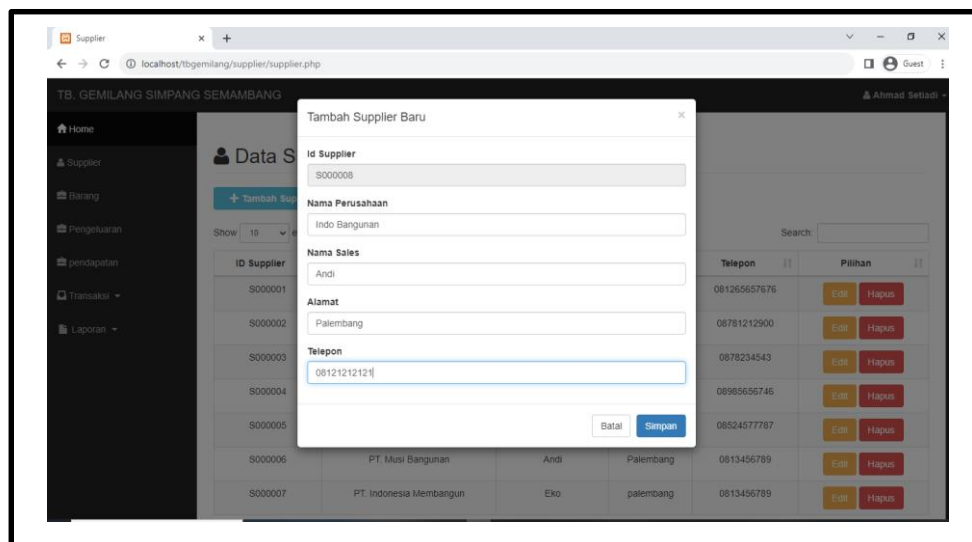 Supplier
localhost/tbgemilang/supplier/supplier.php
Guest
TB. GEMILANG SIMPANG SEMAMBANG
Ahmad Setiadi
Home
Supplier
Barang
Pengeluaran
pendapatan
Transaksi
Laporan
Data S
+ Tambah Sup
Show 10 e
Search:
ID Supplier Telepon Pilihan
S000001 081265657676 Edit Hapus
S000002 08781212900 Edit Hapus
S000003 0878234543 Edit Hapus
S000004 08985656746 Edit Hapus
S000005 08524577787 Edit Hapus
S000006 PT. Musi Bangunan Andi Palembang 0813456789 Edit Hapus
S000007 PT. Indonesia Membangun Eko palembang 0813456789 Edit Hapus
Tambah Supplier Baru ×
Id Supplier
S000008
Nama Perusahaan
Indo Bangunan
Nama Sales
Andi
Alamat
Palembang
Telepon
08121212121
Batal Simpan